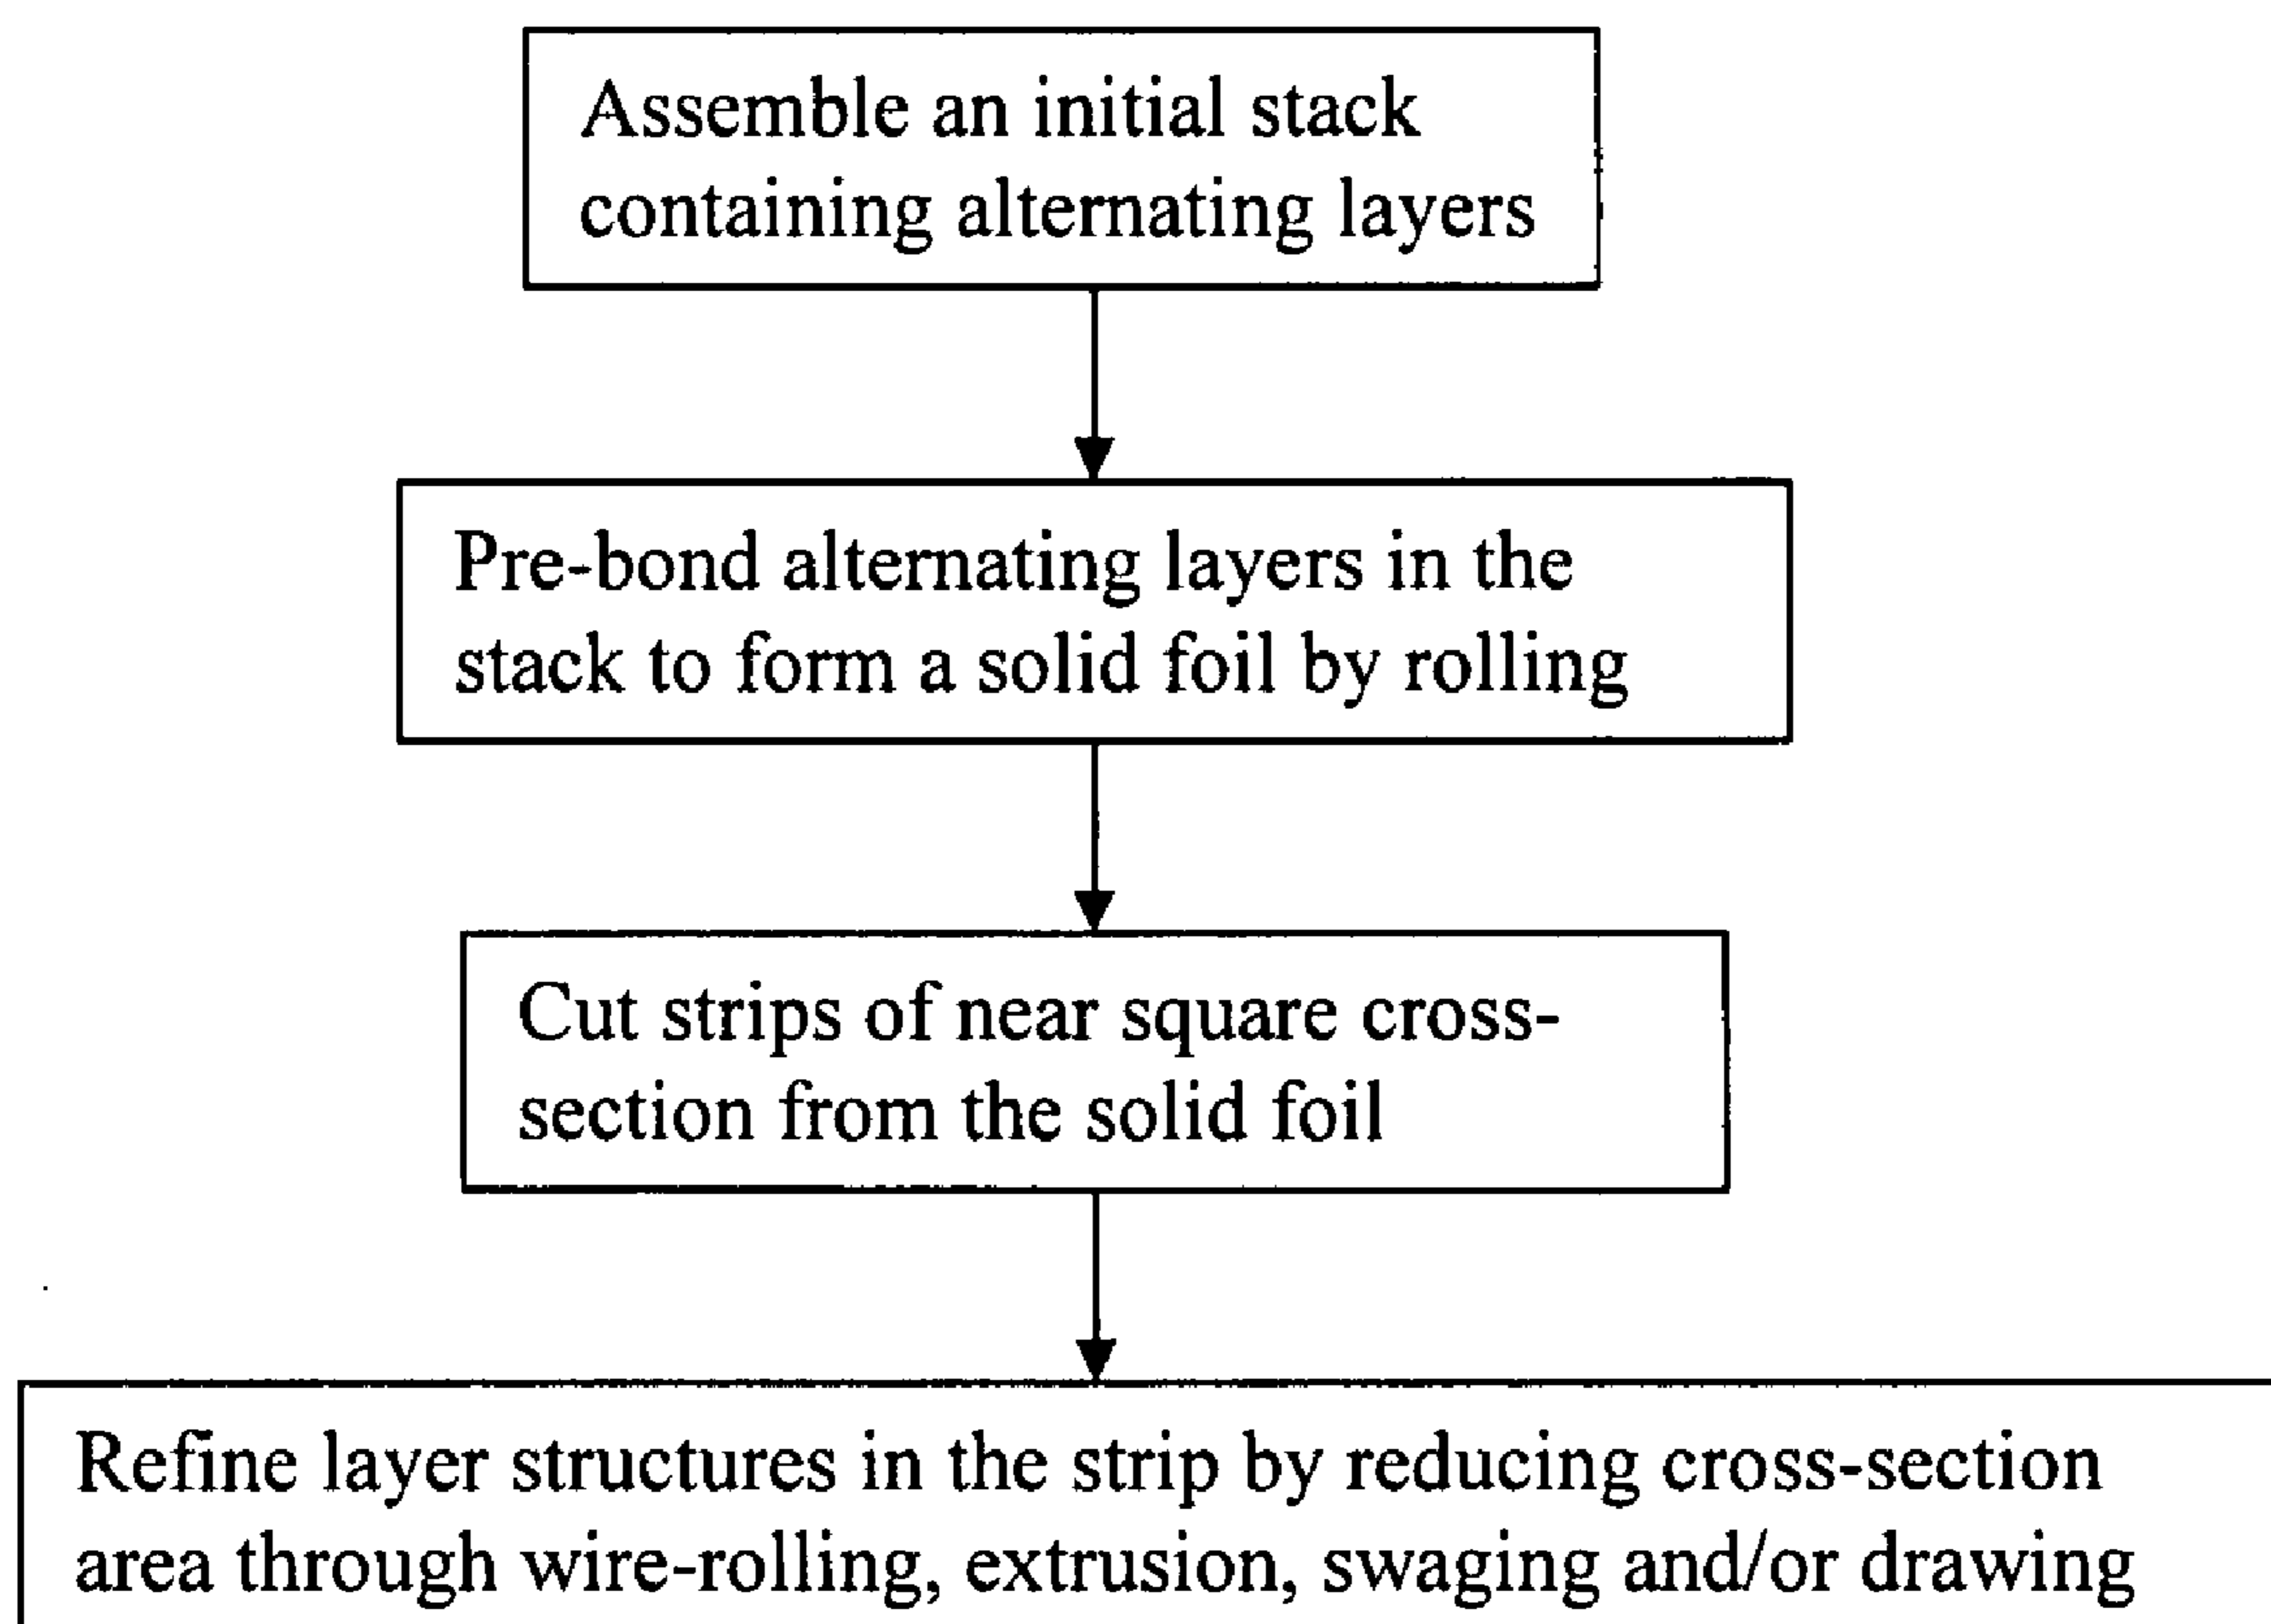 Assemble an initial stack
containing alternating layers
Pre-bond alternating layers in the
stack to form a solid foil by rolling
Cut strips of near square cross-
section from the solid foil
Refine layer structures in the strip by reducing cross-section
area through wire-rolling, extrusion, swaging and/or drawing